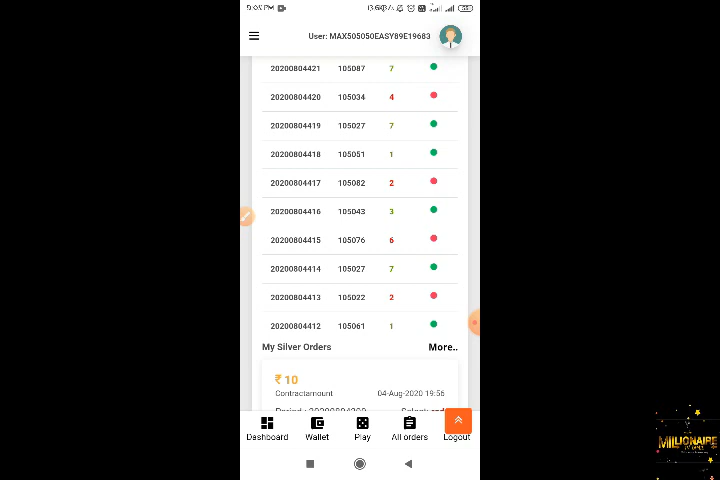 User: MAX505050EASY89E19683
20200804421 105087 7
20200804420 105034 4
20200804419 105027 7
20200804418 105051 1
20200804417 105082 2
20200804416 105043 3
20200804415 105076 6
20200804414 105027 7
20200804413 105022 2
20200804412 105061 1
My Silver Orders More..
₹ 10
Contractamount 04-Aug-2020 19:56
Dashboard Wallet Play All orders Logout
MILLIONAIRE